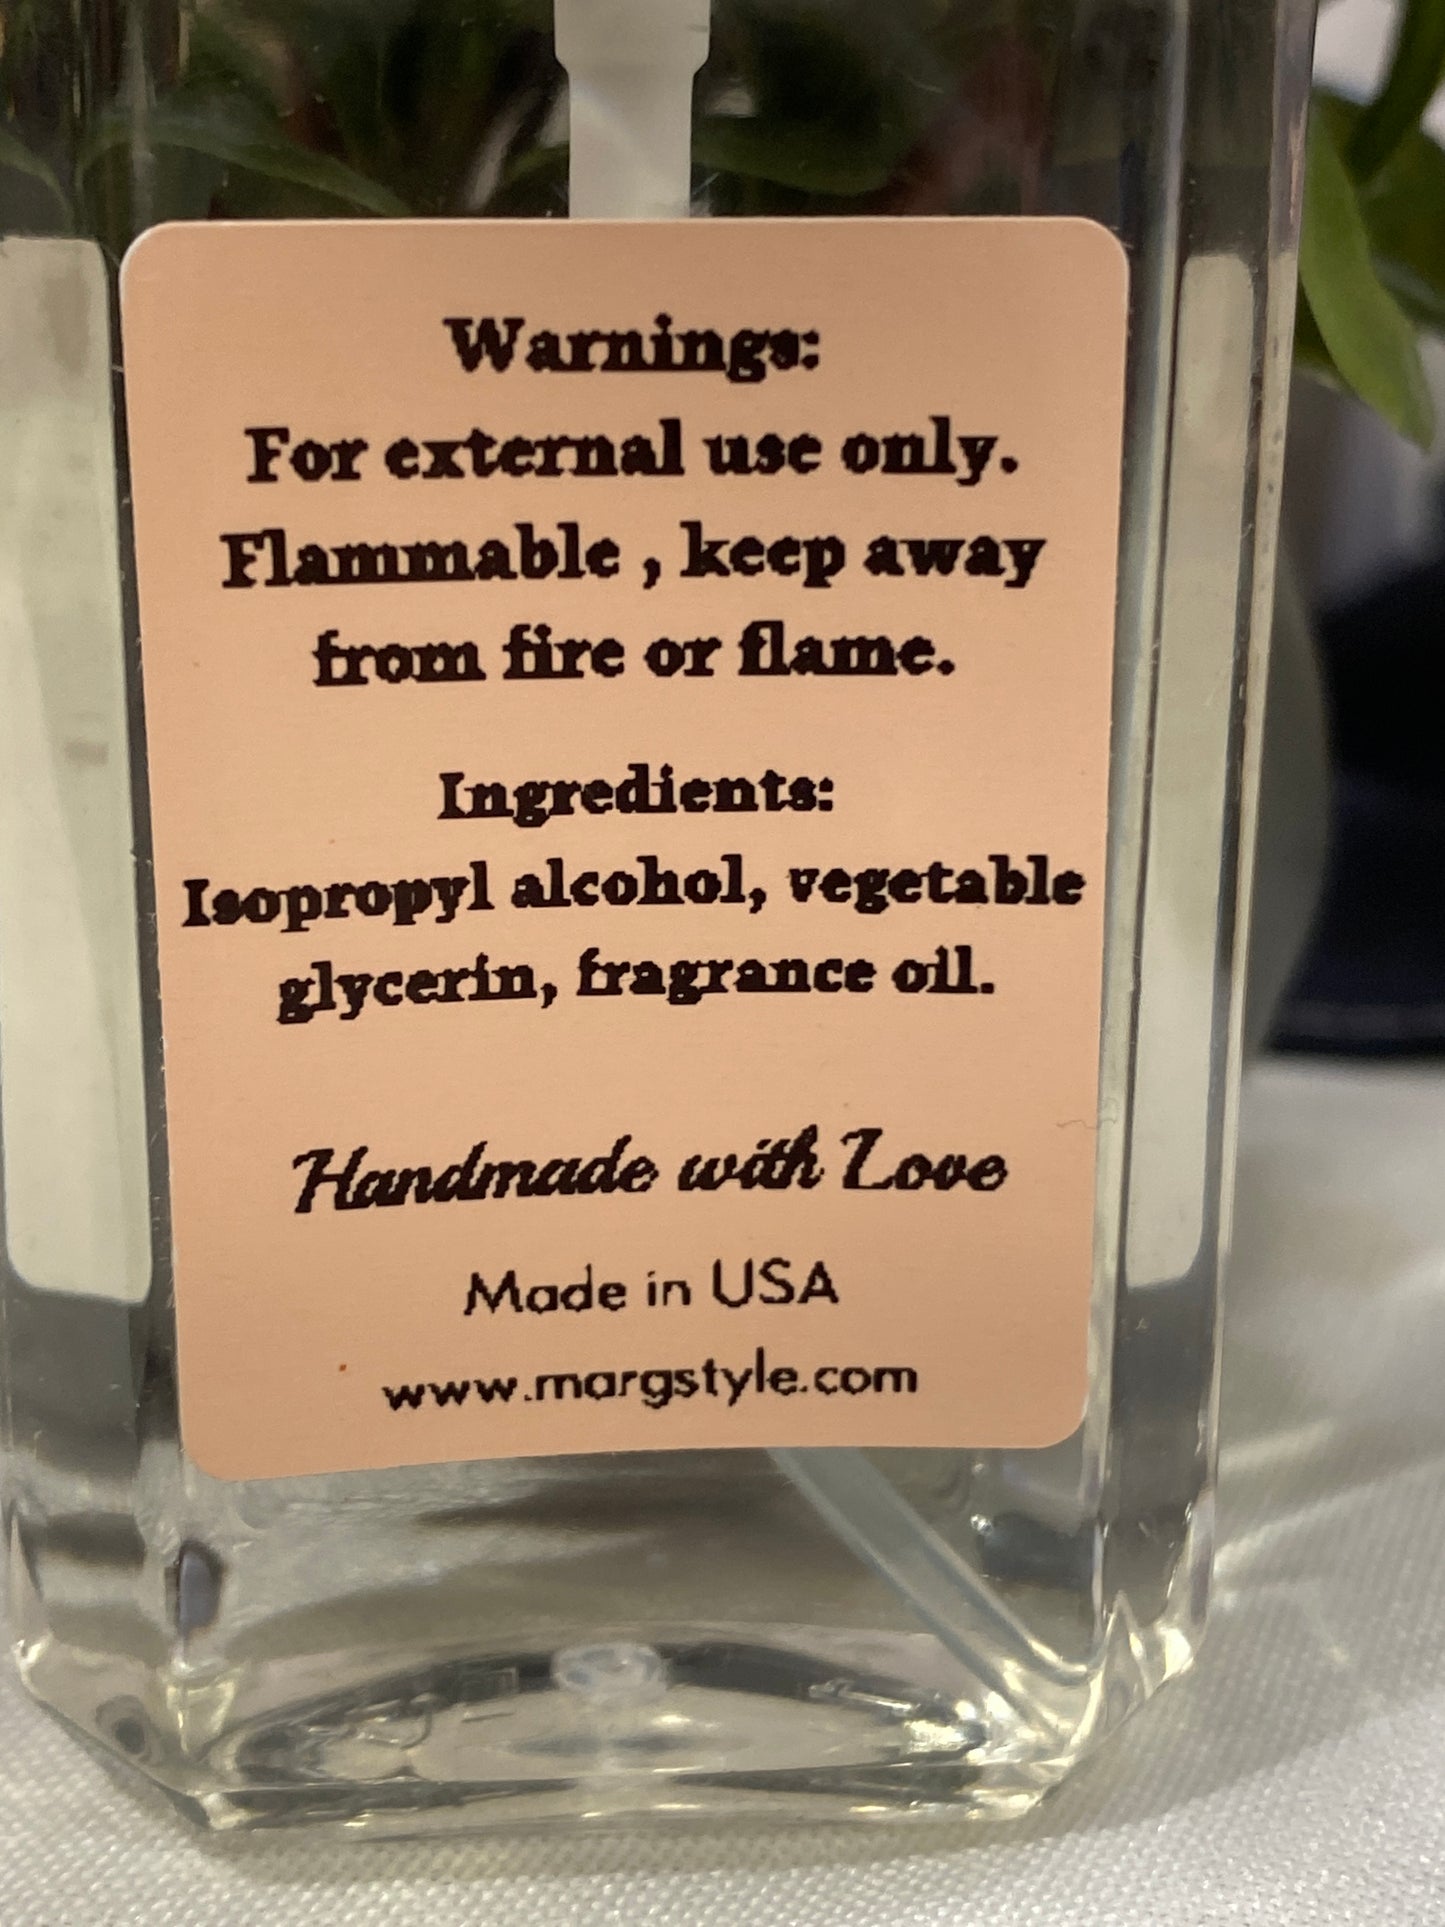 Warnings:
For external use only.
Flammable , keep away
from fire or flame.
Ingredients:
Isopropyl alcohol, vegetable
glycerin, fragrance oil.
Handmade with Love
Made in USA
www.margstyle.com